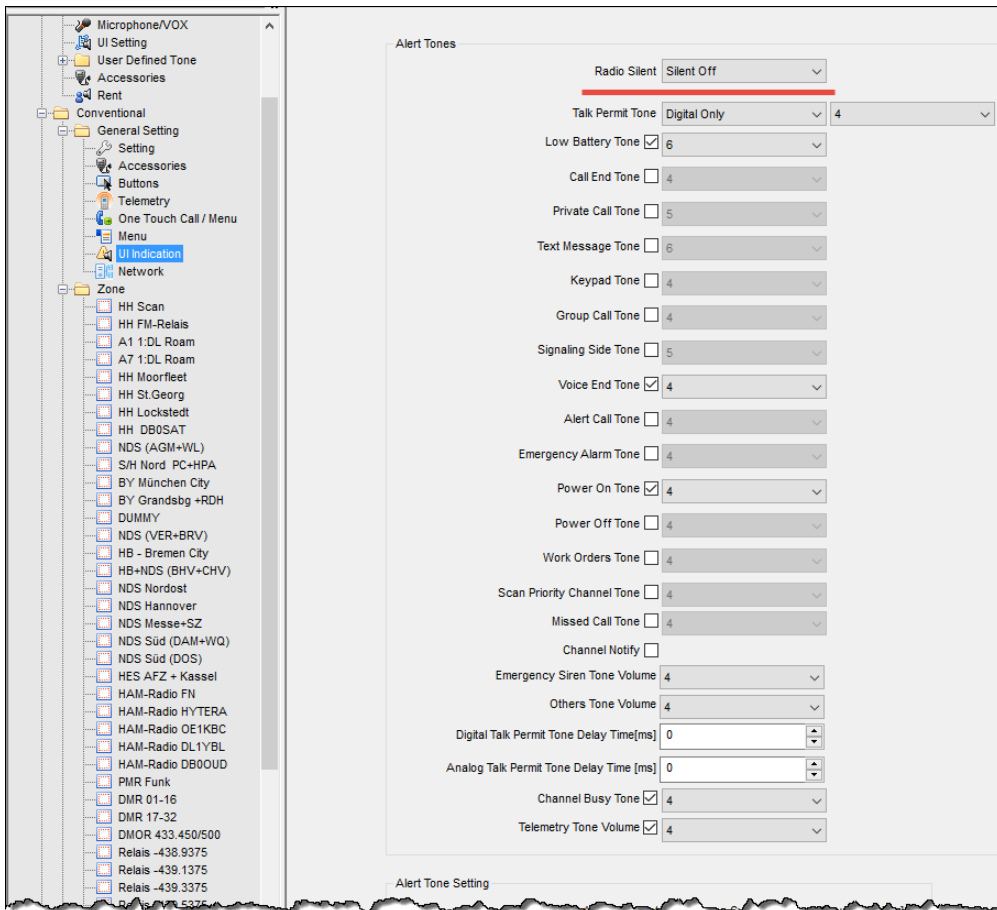 Microphone/VOX
UI Setting
User Defined Tone
Accessories
Rent
Conventional
General Setting
Setting
Accessories
Buttons
Telemetry
One Touch Call / Menu
Menu
UI Indication
Network
Zone
HH Scan
HH FM-Relais
A1 1:DL Roam
A7 1:DL Roam
HH Moorfleet
HH St.Georg
HH Lockstedt
HH DB0SAT
NDS (AGM+WL)
S/H Nord PC+HPA
BY München City
BY Grandsbg +RDH
DUMMY
NDS (VER+BRV)
HB - Bremen City
HB+NDS (BHV+CHV)
NDS Nordost
NDS Hannover
NDS Messe+SZ
NDS Süd (DAM+WQ)
NDS Süd (DOS)
HES AFZ + Kassel
HAM-Radio FN
HAM-Radio HYTERA
HAM-Radio OE1KBC
HAM-Radio DL1YBL
HAM-Radio DB0OUD
PMR Funk
DMR 01-16
DMR 17-32
DMOR 433.450/500
Relais -438.9375
Relais -439.1375
Relais -439.3375
Alert Tones
Radio Silent Silent Off
Talk Permit Tone Digital Only 4
Low Battery Tone 6
Call End Tone 4
Private Call Tone 5
Text Message Tone 6
Keypad Tone 4
Group Call Tone 4
Signaling Side Tone 5
Voice End Tone 4
Alert Call Tone 4
Emergency Alarm Tone 4
Power On Tone 4
Power Off Tone 4
Work Orders Tone 4
Scan Priority Channel Tone 4
Missed Call Tone 4
Channel Notify
Emergency Siren Tone Volume 4
Others Tone Volume 4
Digital Talk Permit Tone Delay Time[ms] 0
Analog Talk Permit Tone Delay Time [ms] 0
Channel Busy Tone 4
Telemetry Tone Volume 4
Alert Tone Setting